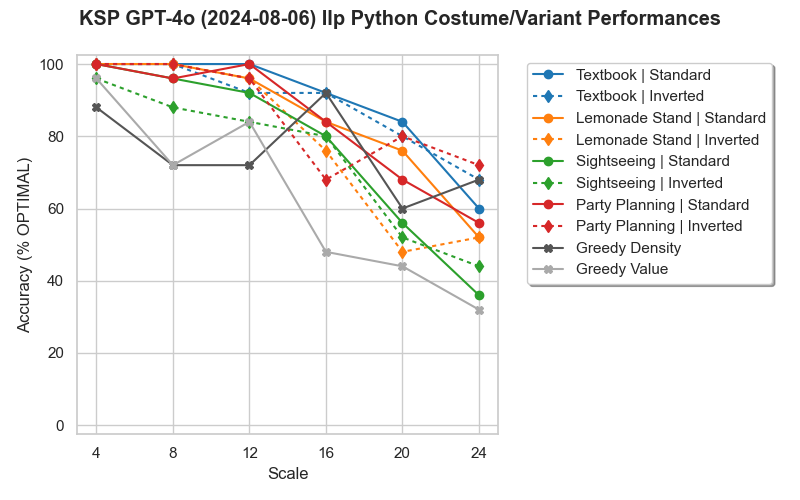 KSP GPT-4o (2024-08-06) Ilp Python Costume/Variant Performances
Accuracy (% OPTIMAL)
100
80
60
40
20
0
4 8 12 16 20 24
Scale
Textbook | Standard
Textbook | Inverted
Lemonade Stand | Standard
Lemonade Stand | Inverted
Sightseeing | Standard
Sightseeing | Inverted
Party Planning | Standard
Party Planning | Inverted
Greedy Density
Greedy Value